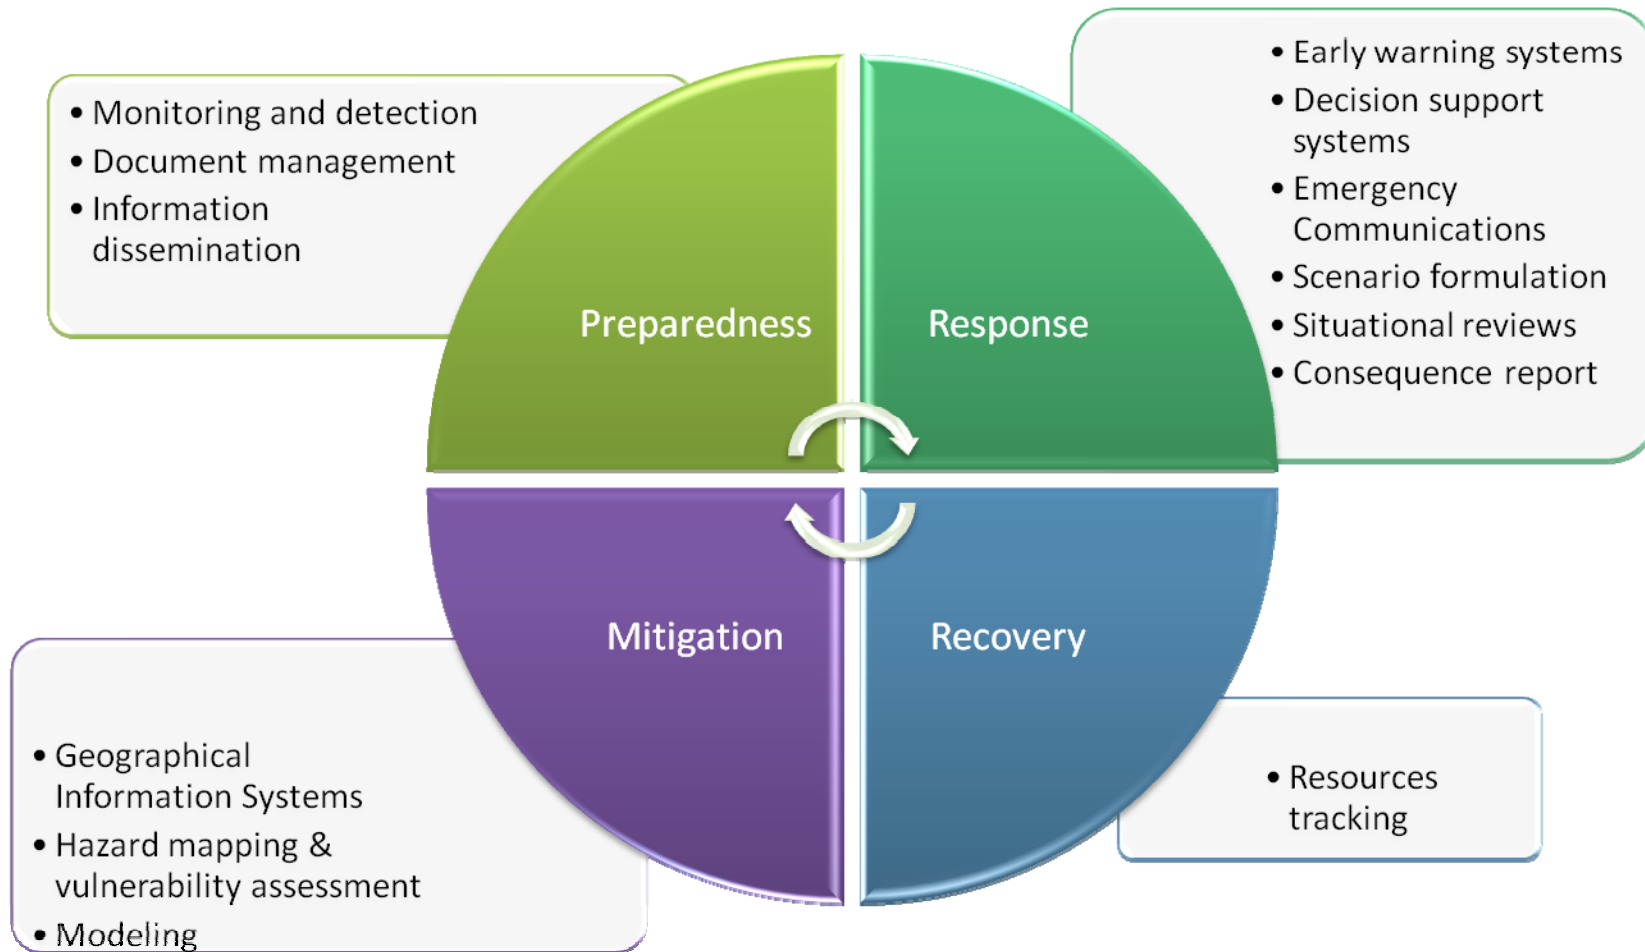 • Monitoring and detection
• Document management
• Information
dissemination
• Early warning systems
• Decision support
systems
• Emergency
Communications
• Scenario formulation
• Situational reviews
• Consequence report
Preparedness
Response
Mitigation
Recovery
• Geographical
Information Systems
• Hazard mapping &
vulnerability assessment
• Modeling
• Resources
tracking